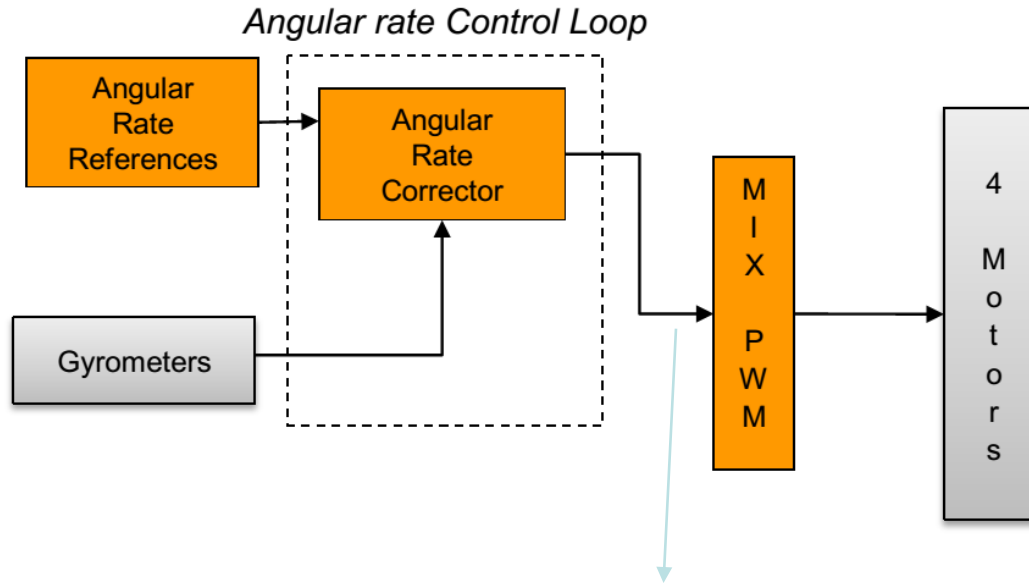 Angular rate Control Loop
Angular
Rate
References
Angular
Rate
Corrector
Gyrometers
M
I
X
P
W
M
4
M
o
t
o
r
s